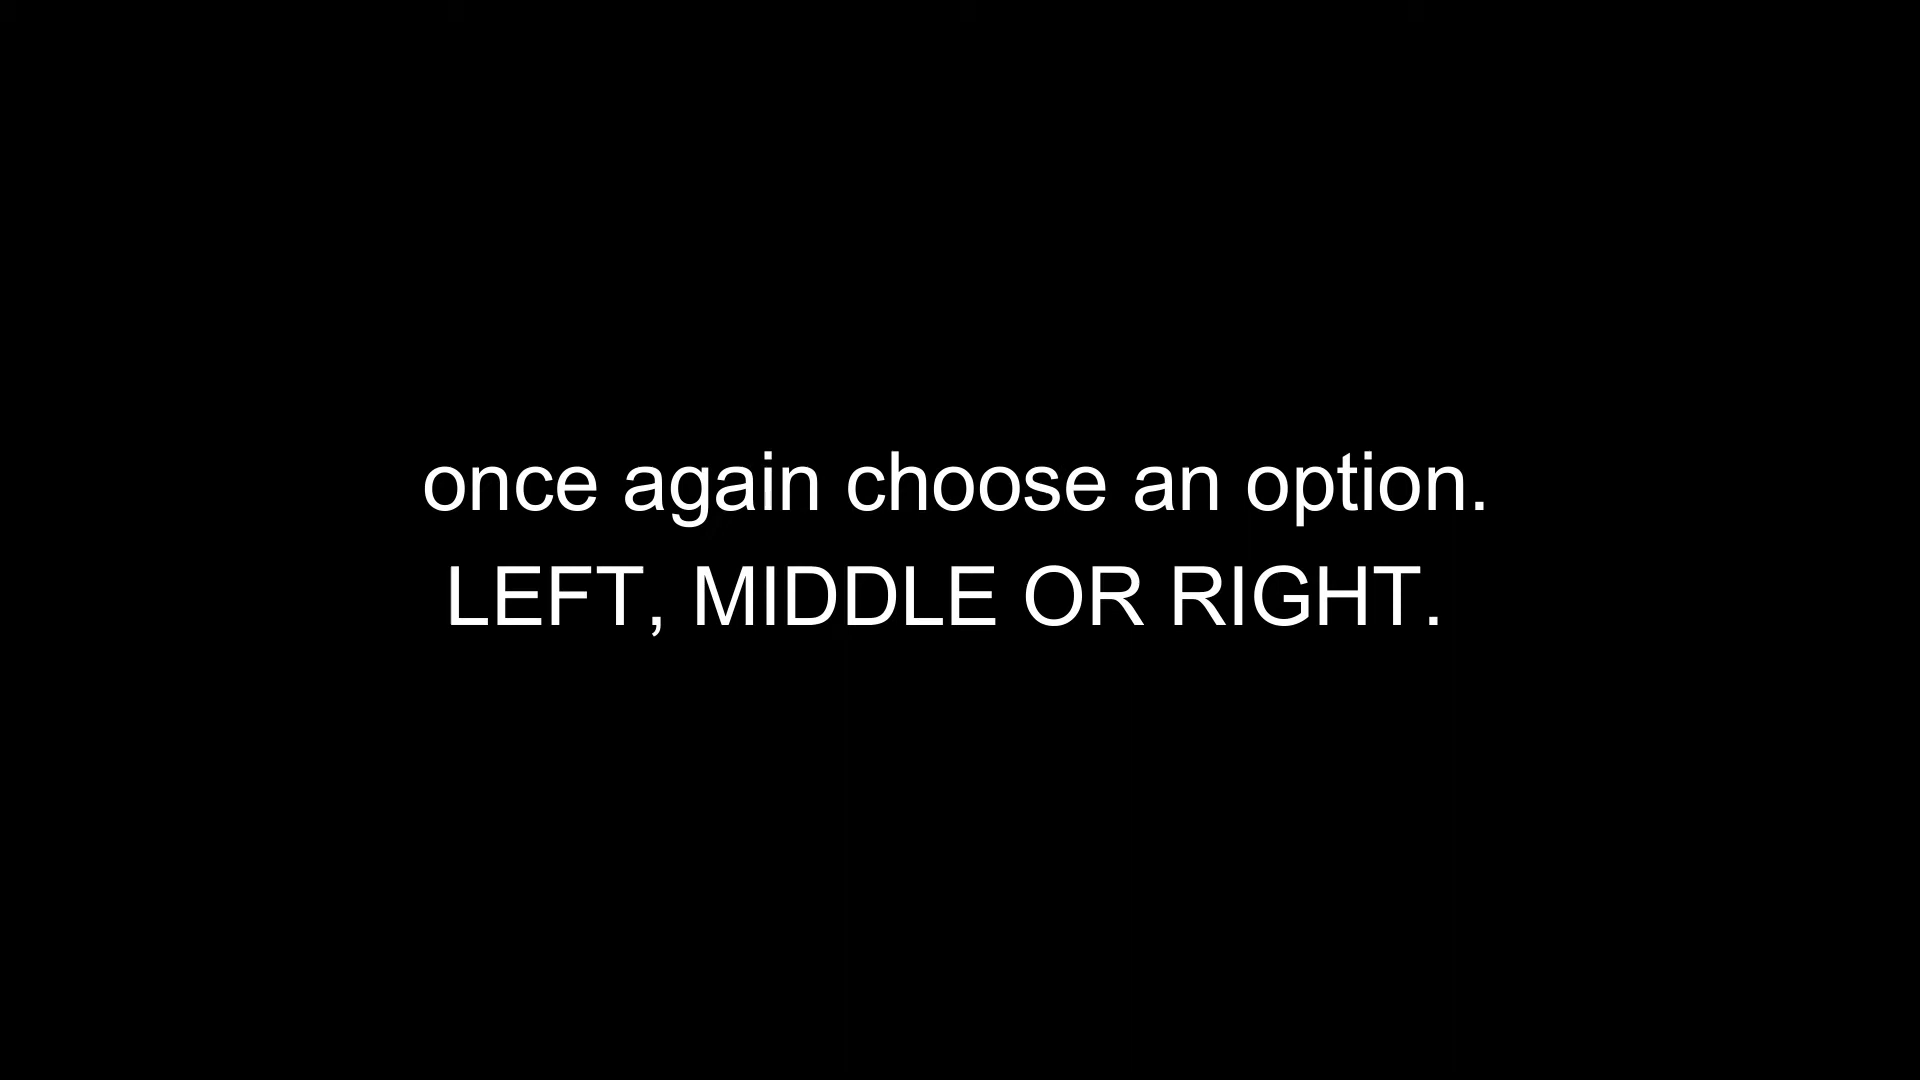 once again choose an option.
LEFT, MIDDLE OR RIGHT.